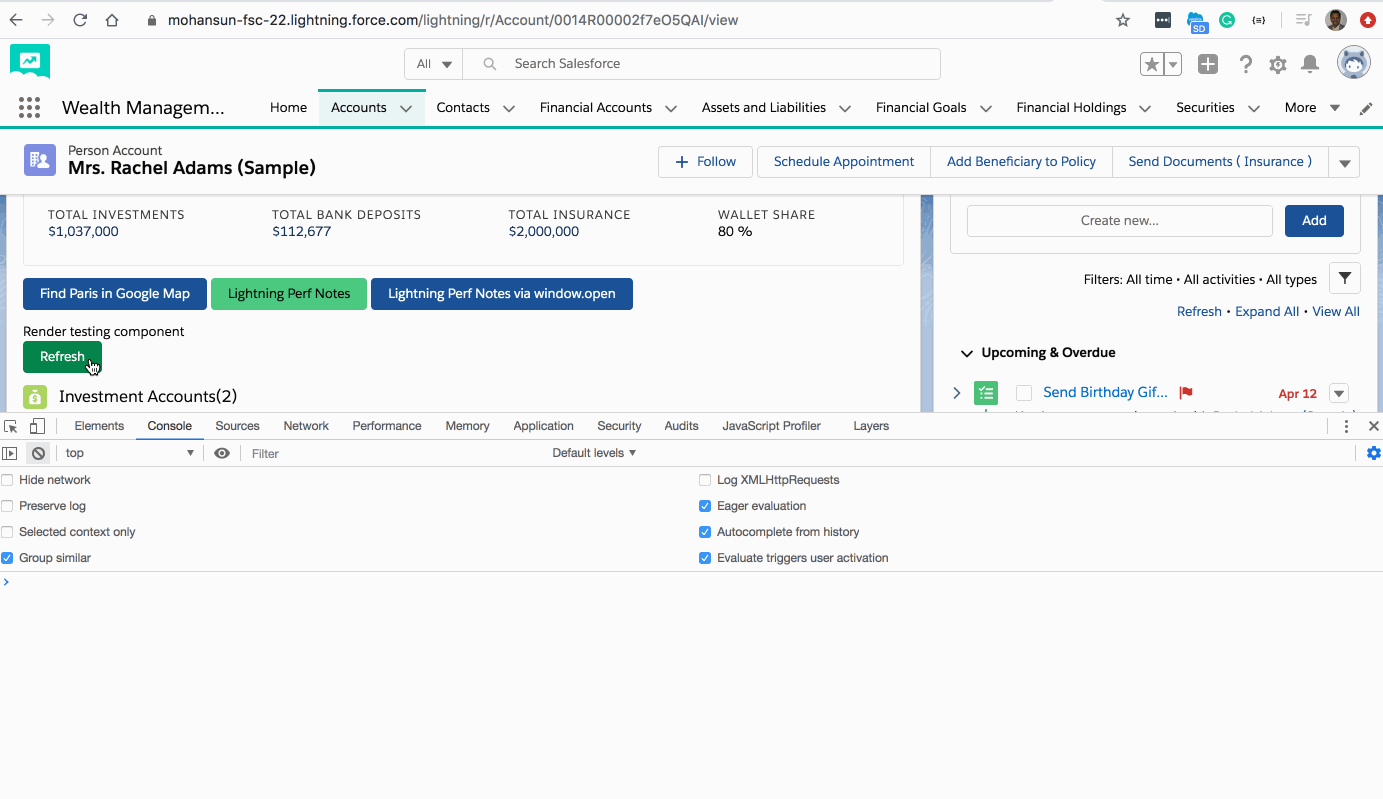 mohansun-fsc-22.lightning.force.com/lightning/r/Account/0014R00002f7eO5QAI/view
SD
All
Search Salesforce
Wealth Managem...
Home
Accounts
Contacts
Financial Accounts
Assets and Liabilities
Financial Goals
Financial Holdings
Securities
More
Person Account
Mrs. Rachel Adams (Sample)
+ Follow
Schedule Appointment
Add Beneficiary to Policy
Send Documents ( Insurance )
TOTAL INVESTMENTS
$1,037,000
TOTAL BANK DEPOSITS
$112,677
TOTAL INSURANCE
$2,000,000
WALLET SHARE
80 %
Find Paris in Google Map
Lightning Perf Notes
Lightning Perf Notes via window.open
Render testing component
Refresh
Investment Accounts(2)
Create new...
Add
Filters: All time • All activities • All types
Refresh • Expand All • View All
Upcoming & Overdue
Send Birthday Gif...
Apr 12
Elements
Console
Sources
Network
Performance
Memory
Application
Security
Audits
JavaScript Profiler
Layers
top
Filter
Default levels
Hide network
Preserve log
Selected context only
Group similar
Log XMLHttpRequests
Eager evaluation
Autocomplete from history
Evaluate triggers user activation